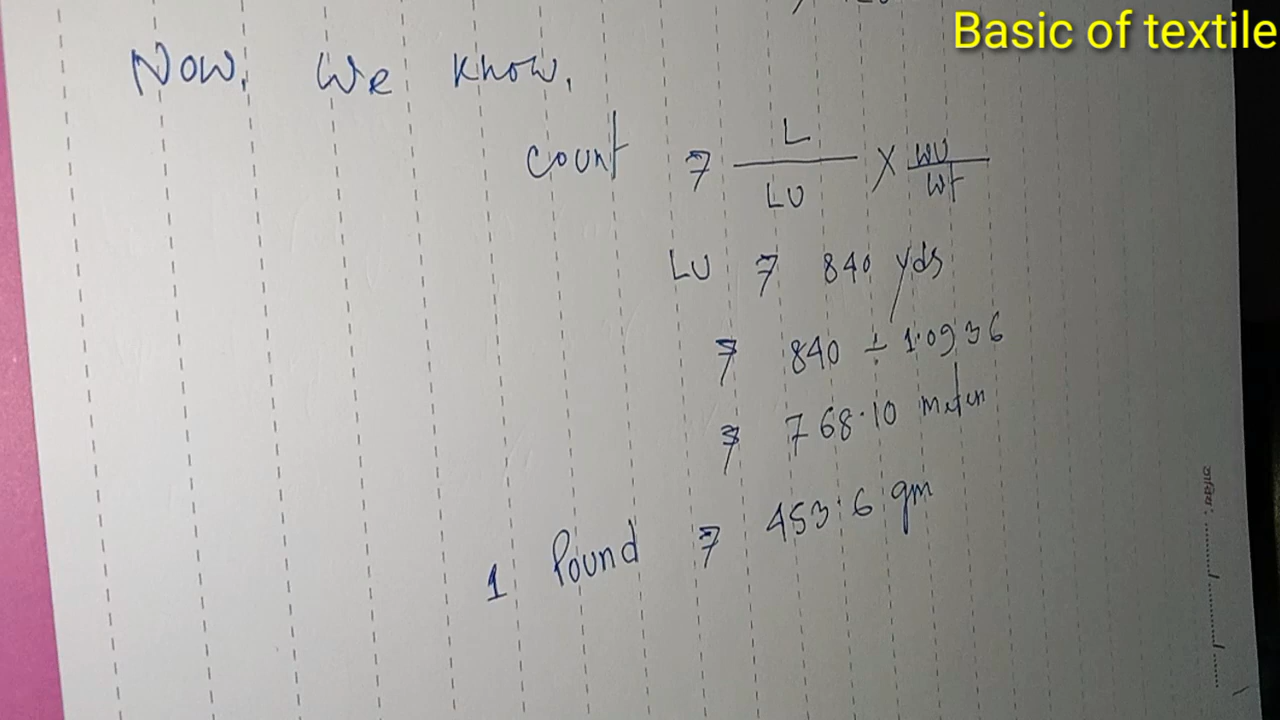 Basic of textile
Now, We Know,
Count = L / LU × WU / Wt
LU = 840 yds
= 840 ÷ 1.0936
= 768.10 meter
1 Pound = 453.6 gm
তারিখ: ........../........../..........